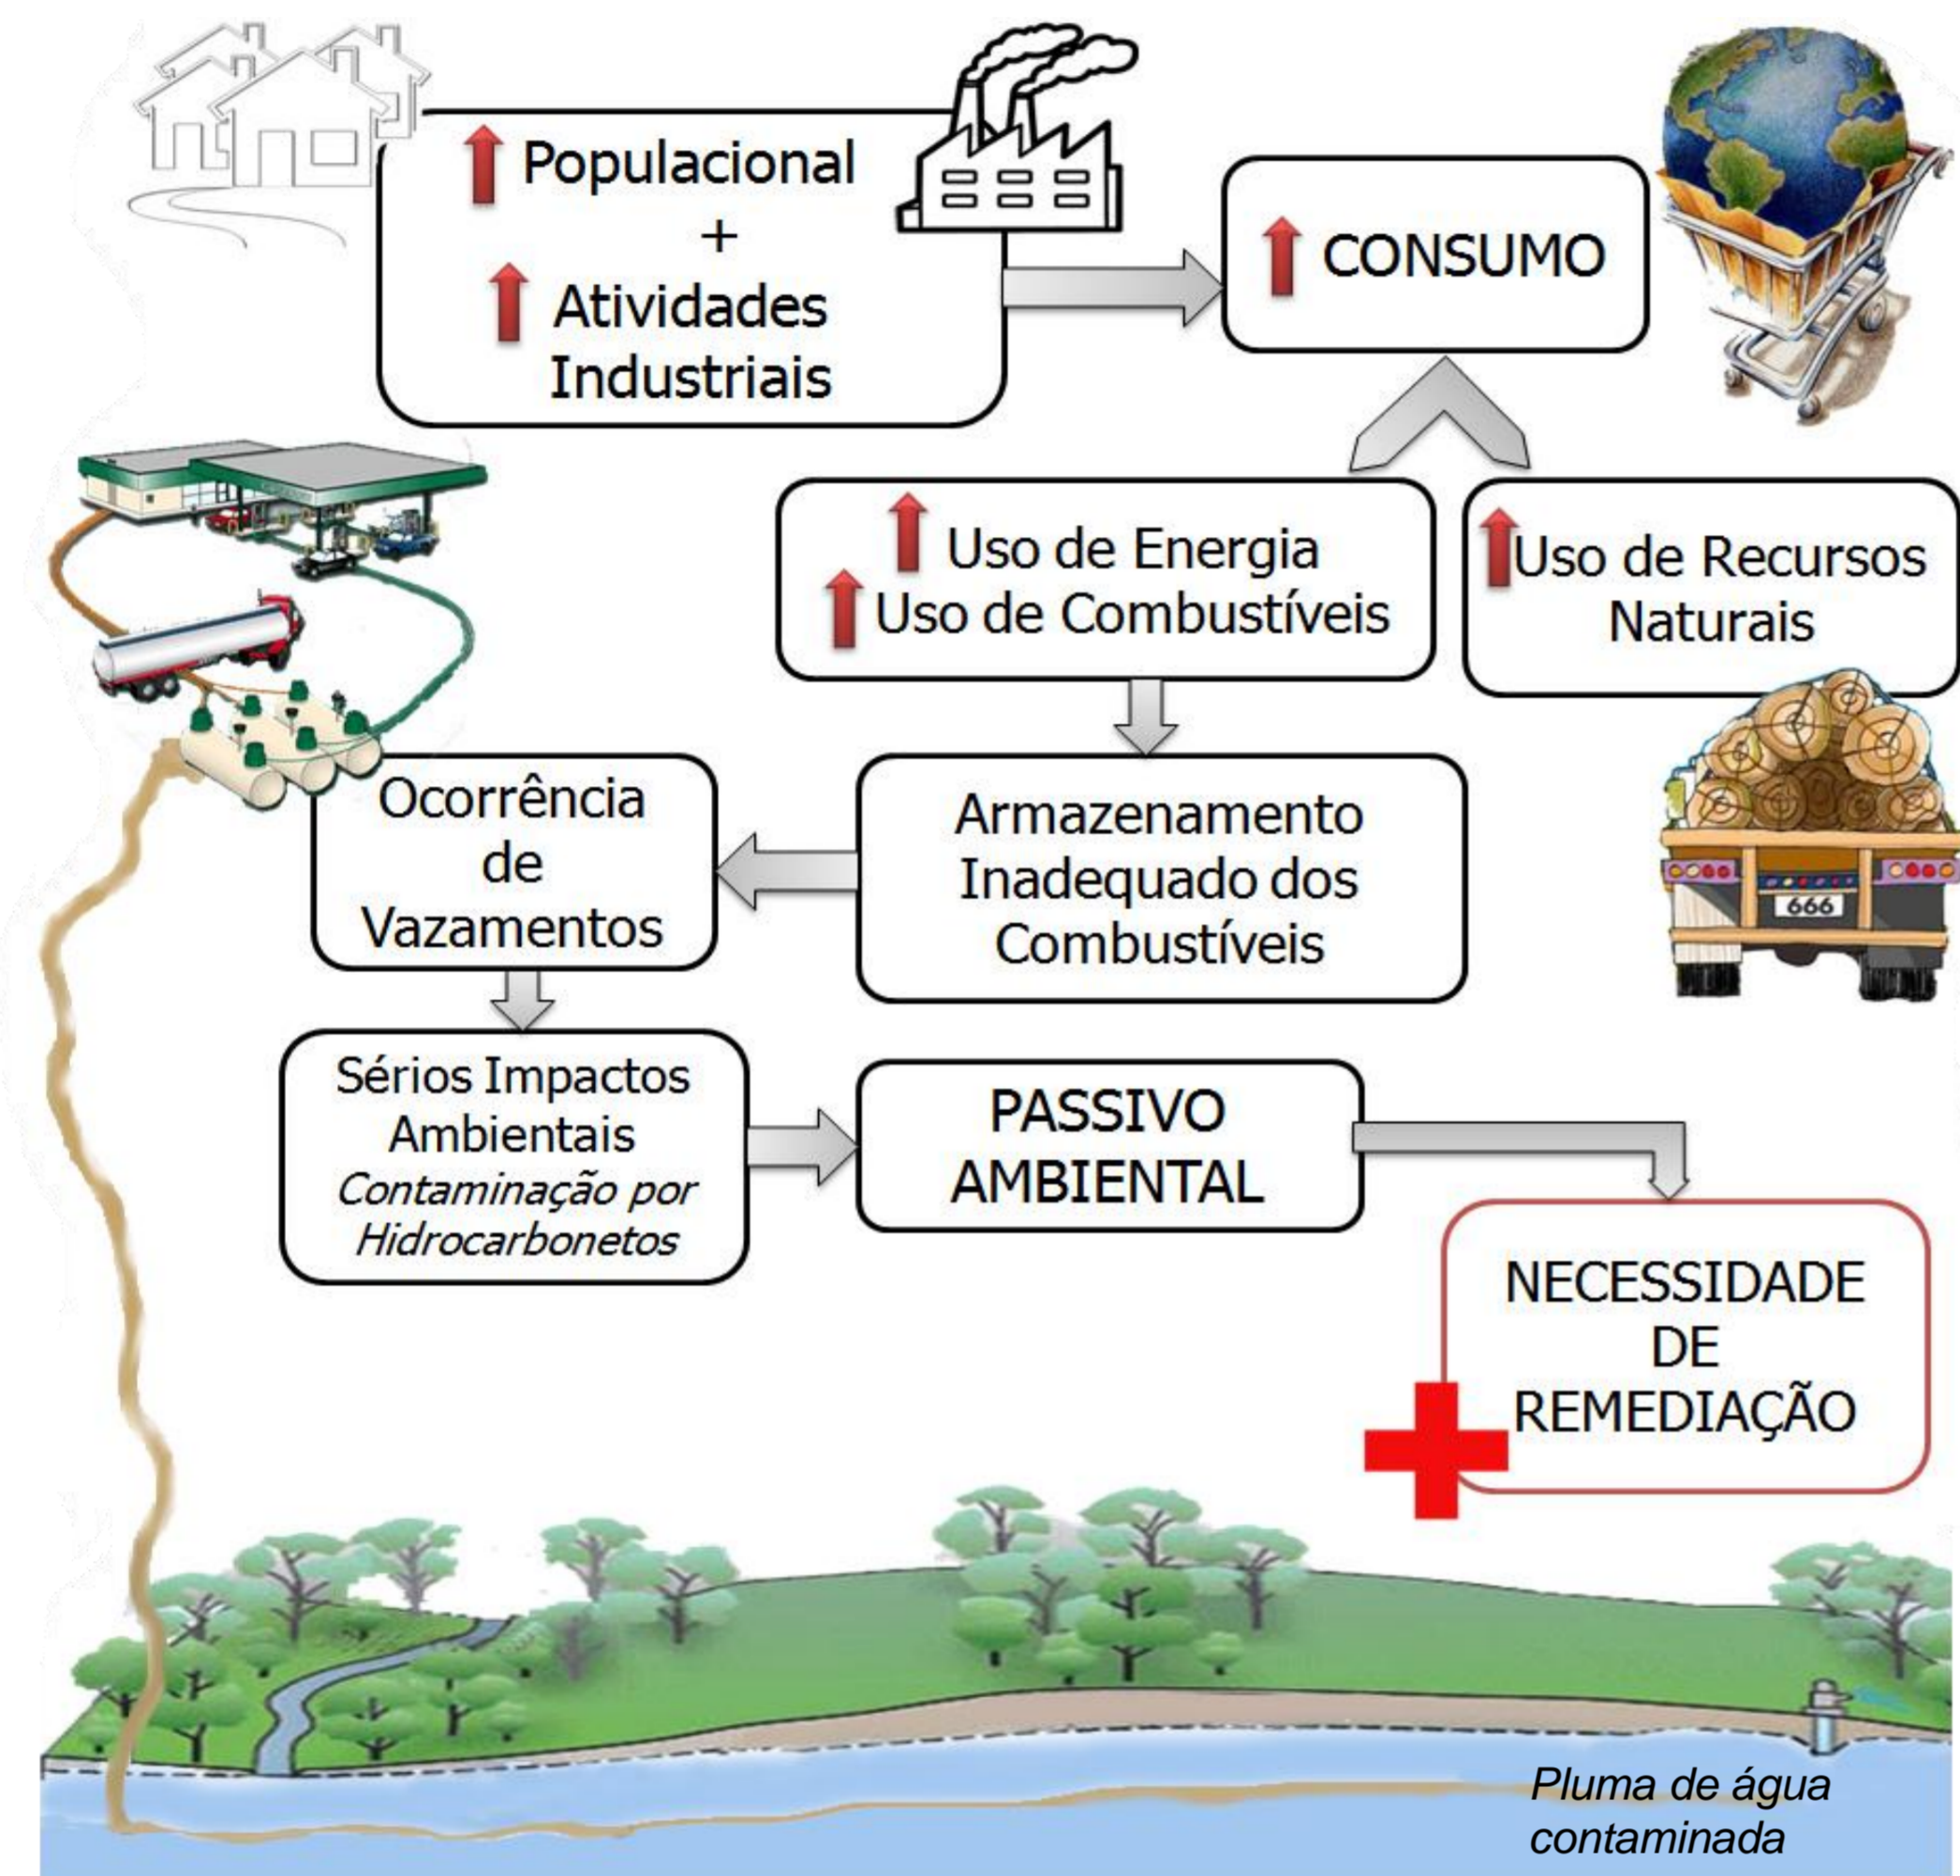 Populacional
+
Atividades
Industriais
CONSUMO
Uso de Energia
Uso de Combustíveis
Uso de Recursos
Naturais
Armazenamento
Inadequado dos
Combustíveis
666
Ocorrência
de
Vazamentos
Sérios Impactos
Ambientais
Contaminação por
Hidrocarbonetos
PASSIVO
AMBIENTAL
NECESSIDADE
DE
REMEDIAÇÃO
Pluma de água
contaminada